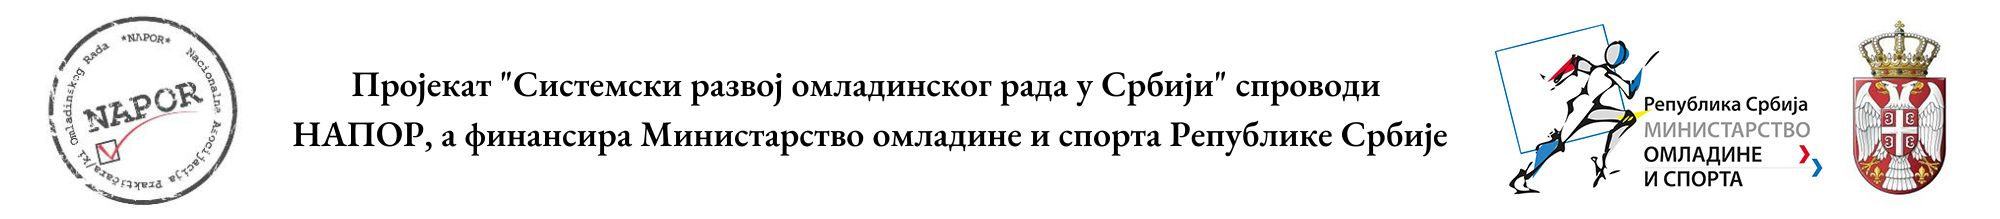 *NAPOR* Nacionalna Asocijacija Praktičara/ki Omladinskog Rada
NAPOR
Пројекат "Системски развој омладинског рада у Србији" спроводи
НАПОР, а финансира Министарство омладине и спорта Републике Србије
Република Србија
МИНИСТАРСТВО
ОМЛАДИНЕ
И СПОРТА